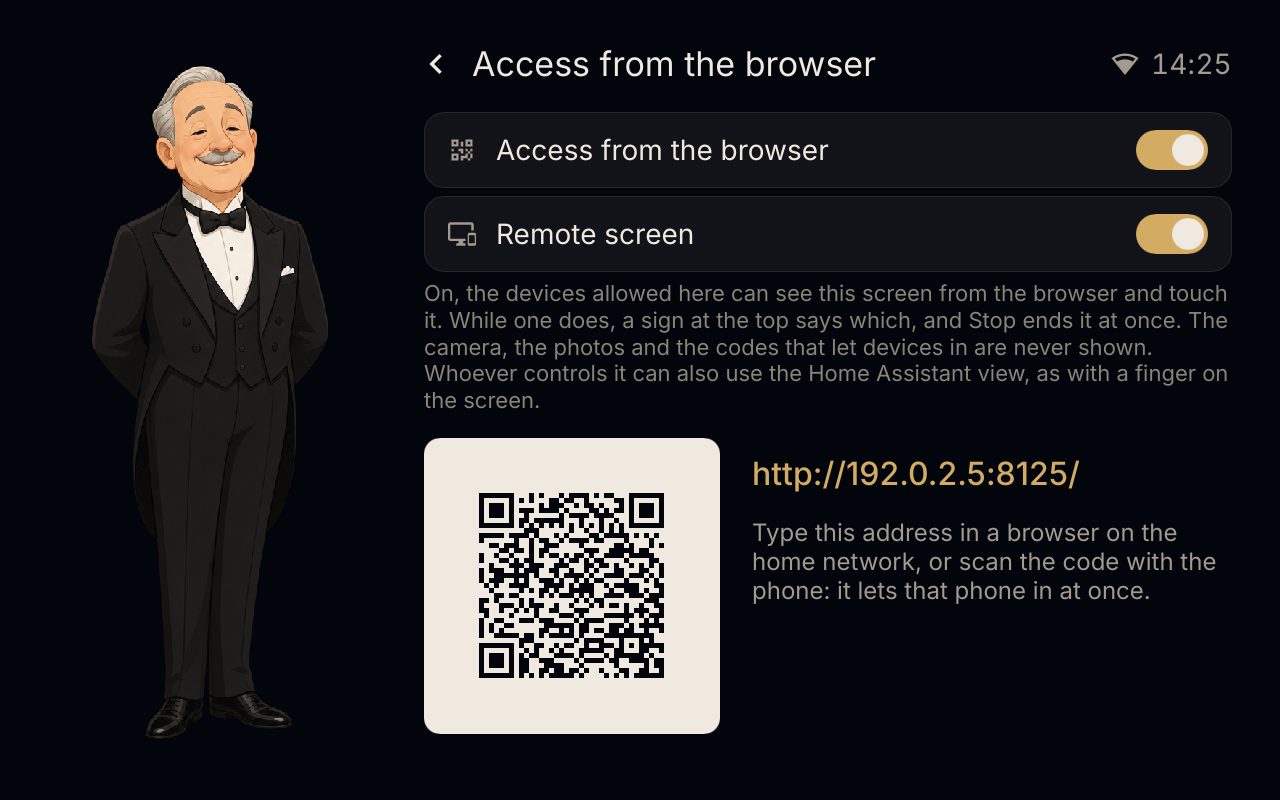 Access from the browser
14:25
Access from the browser
Remote screen
On, the devices allowed here can see this screen from the browser and touch
it. While one does, a sign at the top says which, and Stop ends it at once. The
camera, the photos and the codes that let devices in are never shown.
Whoever controls it can also use the Home Assistant view, as with a finger on
the screen.
http://192.0.2.5:8125/
Type this address in a browser on the
home network, or scan the code with the
phone: it lets that phone in at once.